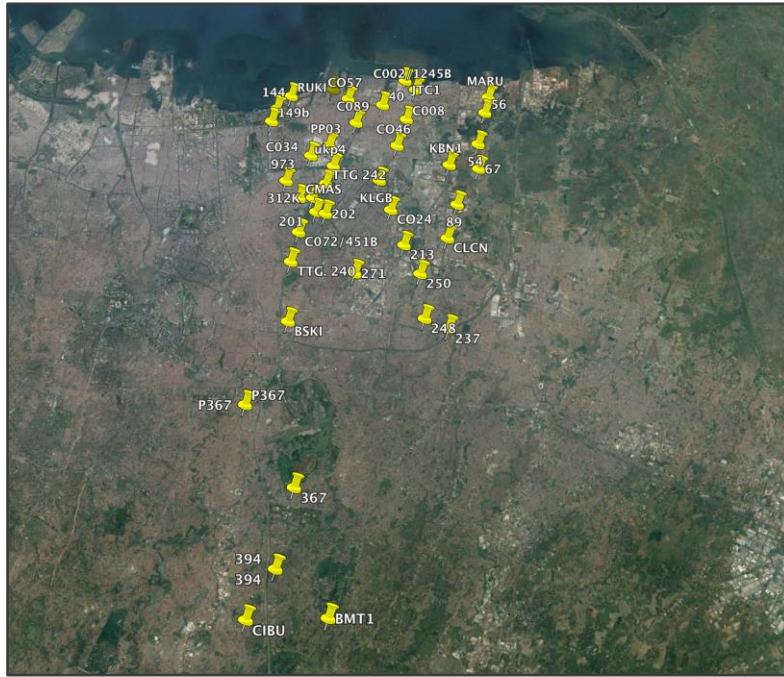 C002//1245B
CO57
MARU
RUKI
144
JTC1
40
56
149b
C089
C008
PP03
CO46
C034
ukp4
KBN1
54
973
67
TTG 242
CMAS
312K
KLGB
202
CO24
201
89
C072/451B
CLCN
213
TTG. 240
271
250
BSKI
248
237
P367
P367
367
394
394
CIBU
BMT1